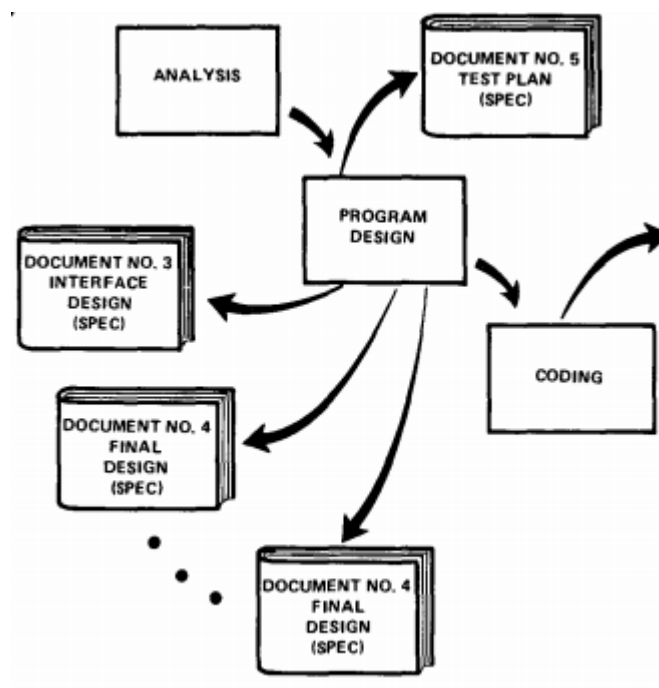 ANALYSIS
DOCUMENT NO. 5
TEST PLAN
(SPEC)
PROGRAM
DESIGN
DOCUMENT NO. 3
INTERFACE
DESIGN
(SPEC)
CODING
DOCUMENT NO. 4
FINAL
DESIGN
(SPEC)
DOCUMENT NO. 4
FINAL
DESIGN
(SPEC)